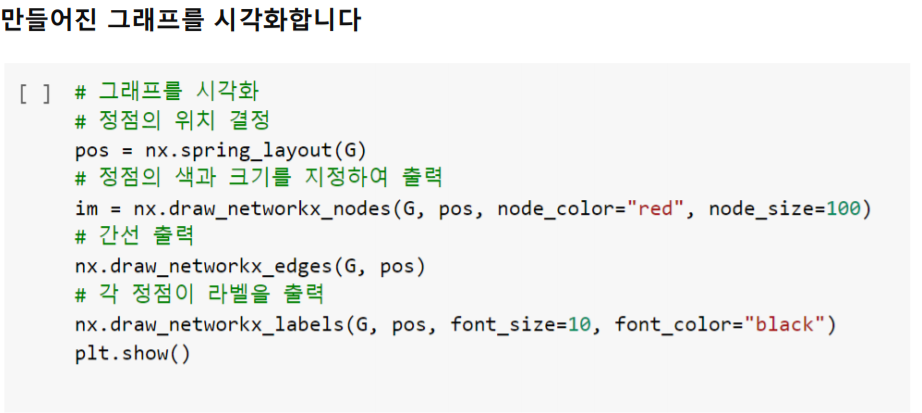 만들어진 그래프를 시각화합니다
[ ] # 그래프를 시각화
# 정점의 위치 결정
pos = nx.spring_layout(G)
# 정점의 색과 크기를 지정하여 출력
im = nx.draw_networkx_nodes(G, pos, node_color="red", node_size=100)
# 간선 출력
nx.draw_networkx_edges(G, pos)
# 각 정점이 라벨을 출력
nx.draw_networkx_labels(G, pos, font_size=10, font_color="black")
plt.show()